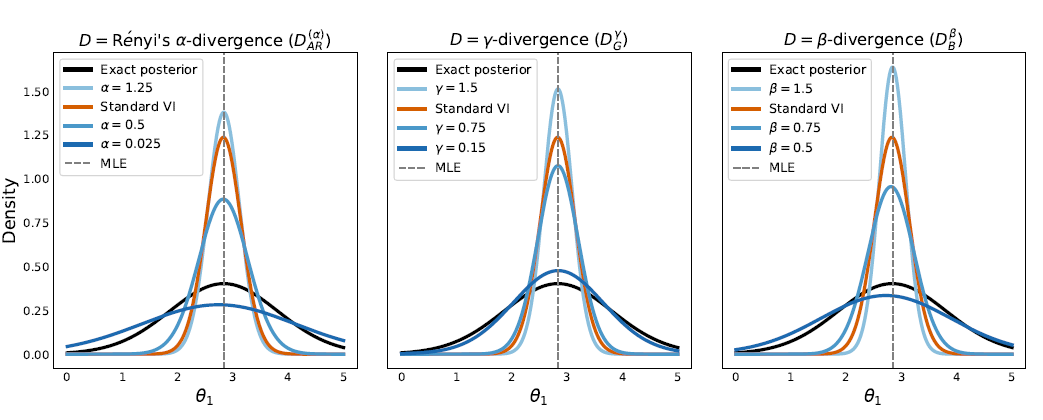 D = Rényi's α-divergence (D_{AR}^{(α)})
Density
1.50
1.25
1.00
0.75
0.50
0.25
0.00
Exact posterior
α = 1.25
Standard VI
α = 0.5
α = 0.025
MLE
0 1 2 3 4 5
θ₁
D = γ-divergence (D_G^γ)
Exact posterior
γ = 1.5
Standard VI
γ = 0.75
γ = 0.15
MLE
0 1 2 3 4 5
θ₁
D = β-divergence (D_B^β)
Exact posterior
β = 1.5
Standard VI
β = 0.75
β = 0.5
MLE
0 1 2 3 4 5
θ₁